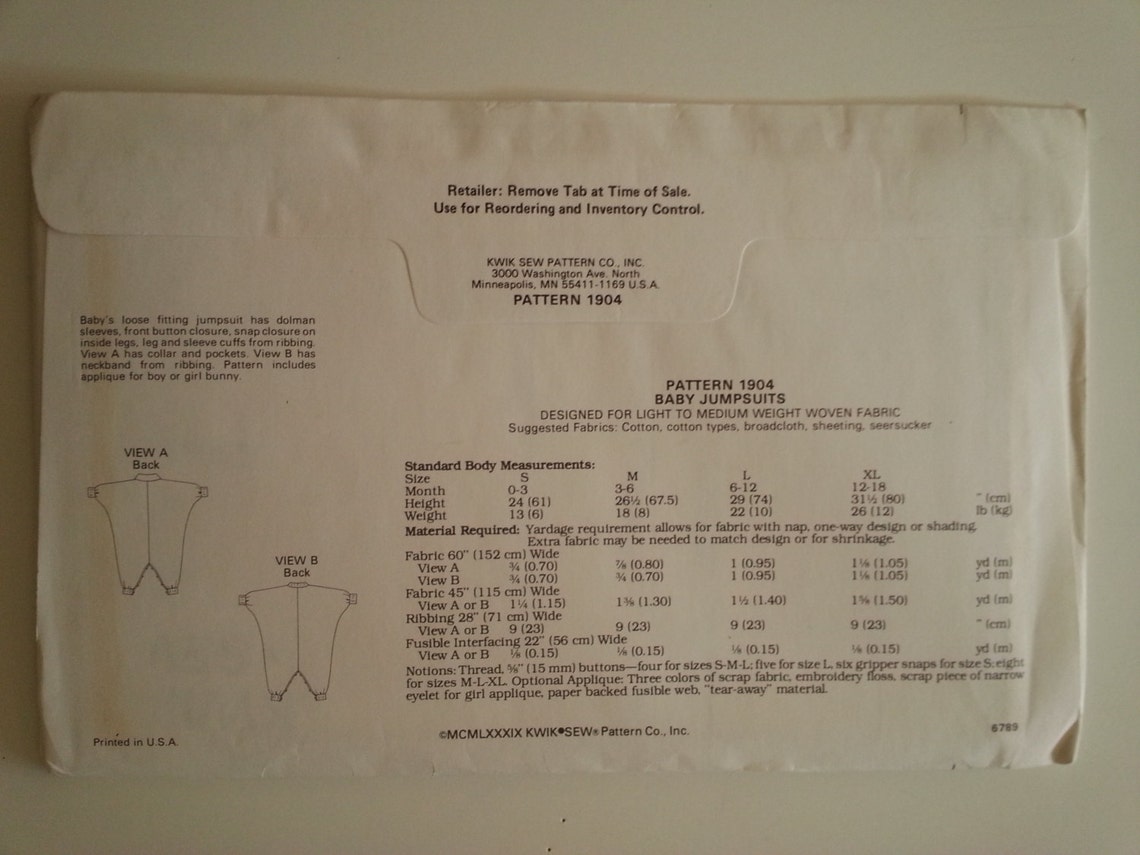 Retailer: Remove Tab at Time of Sale.
Use for Reordering and Inventory Control.
KWIK SEW PATTERN CO., INC.
3000 Washington Ave. North
Minneapolis, MN 55411-1169 U.S.A.
PATTERN 1904
Baby's loose fitting jumpsuit has dolman
sleeves, front button closure, snap closure on
inside legs, leg and sleeve cuffs from ribbing.
View A has collar and pockets. View B has
neckband from ribbing. Pattern includes
applique for boy or girl bunny.
VIEW A
Back
VIEW B
Back
PATTERN 1904
BABY JUMPSUITS
DESIGNED FOR LIGHT TO MEDIUM WEIGHT WOVEN FABRIC
Suggested Fabrics: Cotton, cotton types, broadcloth, sheeting, seersucker
Standard Body Measurements:
Size S M L XL
Month 0-3 3-6 6-12 12-18
Height 24 (61) 26½ (67.5) 29 (74) 31½ (80) " (cm)
Weight 13 (6) 18 (8) 22 (10) 26 (12) lb (kg)
Material Required: Yardage requirement allows for fabric with nap, one-way design or shading.
Extra fabric may be needed to match design or for shrinkage.
Fabric 60" (152 cm) Wide
View A ¾ (0.70) ⅞ (0.80) 1 (0.95) 1⅛ (1.05) yd (m)
View B ¾ (0.70) ¾ (0.70) 1 (0.95) 1⅛ (1.05) yd (m)
Fabric 45" (115 cm) Wide
View A or B 1¼ (1.15) 1⅜ (1.30) 1½ (1.40) 1⅝ (1.50) yd (m)
Ribbing 28" (71 cm) Wide
View A or B 9 (23) 9 (23) 9 (23) 9 (23) " (cm)
Fusible Interfacing 22" (56 cm) Wide
View A or B ⅛ (0.15) ⅛ (0.15) ⅛ (0.15) ⅛ (0.15) yd (m)
Notions: Thread, ⅝" (15 mm) buttons—four for sizes S-M-L; five for size L, six gripper snaps for size S; eight
for sizes M-L-XL. Optional Applique: Three colors of scrap fabric, embroidery floss, scrap piece of narrow
eyelet for girl applique, paper backed fusible web, "tear-away" material.
Printed in U.S.A.
©MCMLXXXIX KWIK•SEW® Pattern Co., Inc.
6789